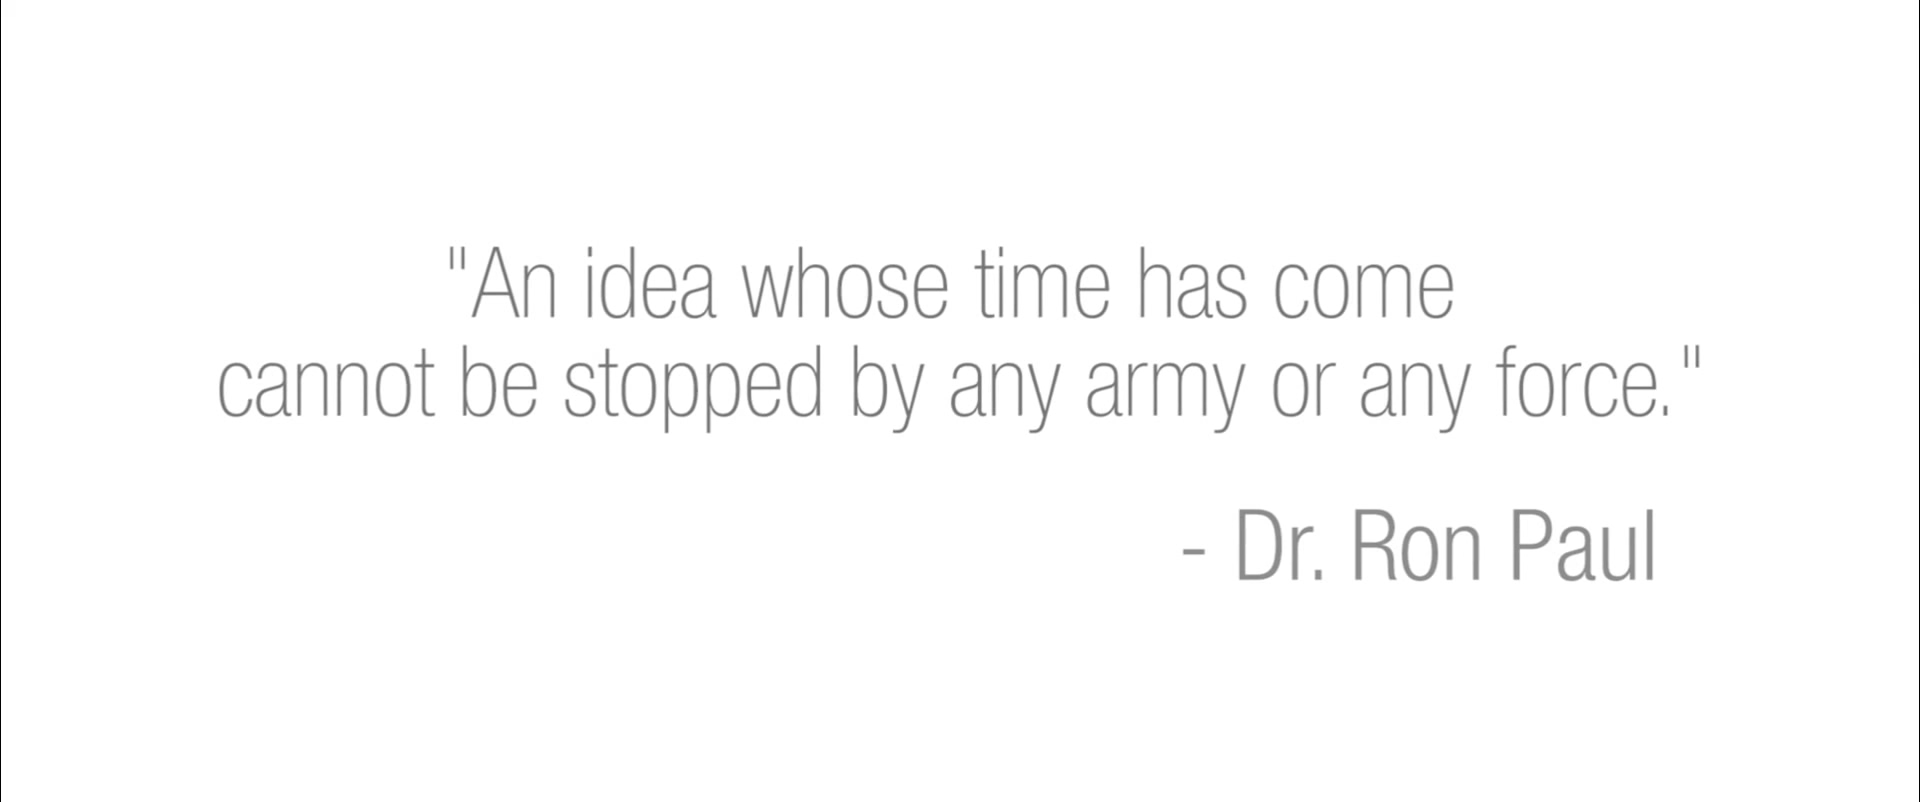 "An idea whose time has come
cannot be stopped by any army or any force."
- Dr. Ron Paul